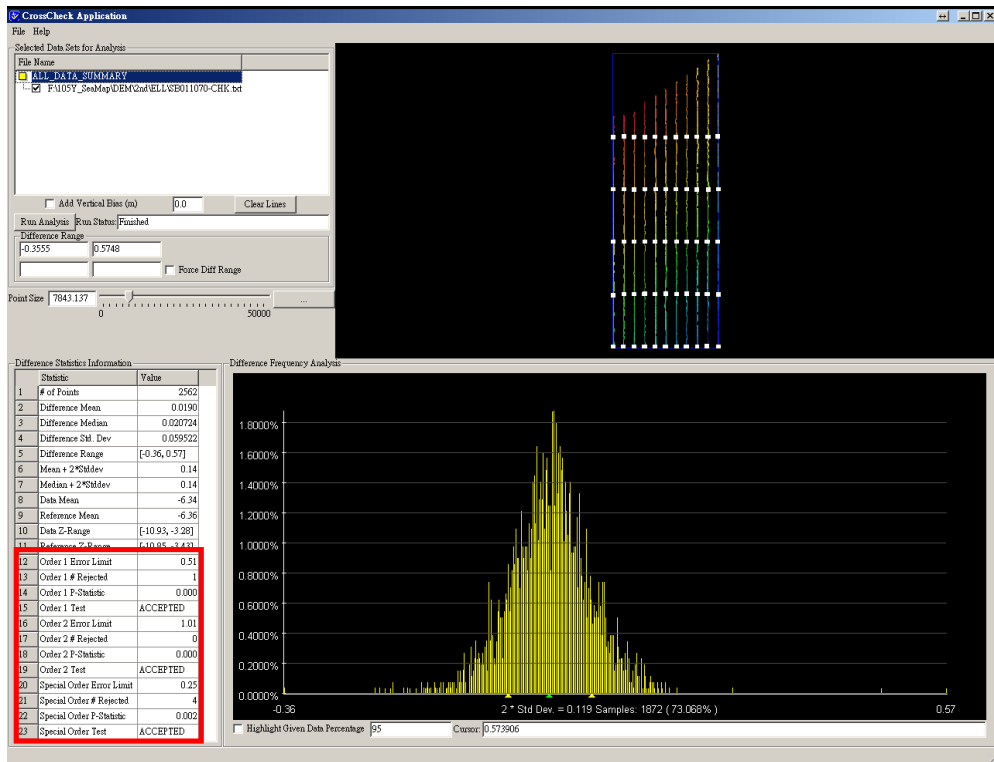 CrossCheck Application
File Help
Selected Data Sets for Analysis
File Name
ALL_DATA_SUMMARY
F:\105Y_SeaMap\DEM\2nd\ELL\SB011070-CHK.txt
Add Vertical Bias (m) 0.0 Clear Lines
Run Analysis Run Status: Finished
Difference Range
-0.3555 0.5748
Force Diff Range
Point Size 7843.137 ...
0 50000
Difference Statistics Information
Statistic Value
1 # of Points 2562
2 Difference Mean 0.0190
3 Difference Median 0.020724
4 Difference Std. Dev 0.059522
5 Difference Range [-0.36, 0.57]
6 Mean + 2*Stddev 0.14
7 Median + 2*Stddev 0.14
8 Data Mean -6.34
9 Reference Mean -6.36
10 Data Z-Range [-10.93, -3.28]
11 Reference Z-Range [-10.85, -3.43]
12 Order 1 Error Limit 0.51
13 Order 1 # Rejected 1
14 Order 1 P-Statistic 0.000
15 Order 1 Test ACCEPTED
16 Order 2 Error Limit 1.01
17 Order 2 # Rejected 0
18 Order 2 P-Statistic 0.000
19 Order 2 Test ACCEPTED
20 Special Order Error Limit 0.25
21 Special Order # Rejected 4
22 Special Order P-Statistic 0.002
23 Special Order Test ACCEPTED
Difference Frequency Analysis
1.8000%
1.6000%
1.4000%
1.2000%
1.0000%
0.8000%
0.6000%
0.4000%
0.2000%
0.0000%
-0.36 2 * Std Dev. = 0.119 Samples: 1872 ( 73.068% ) 0.57
Highlight Given Data Percentage 95 Cursor: 0.573906